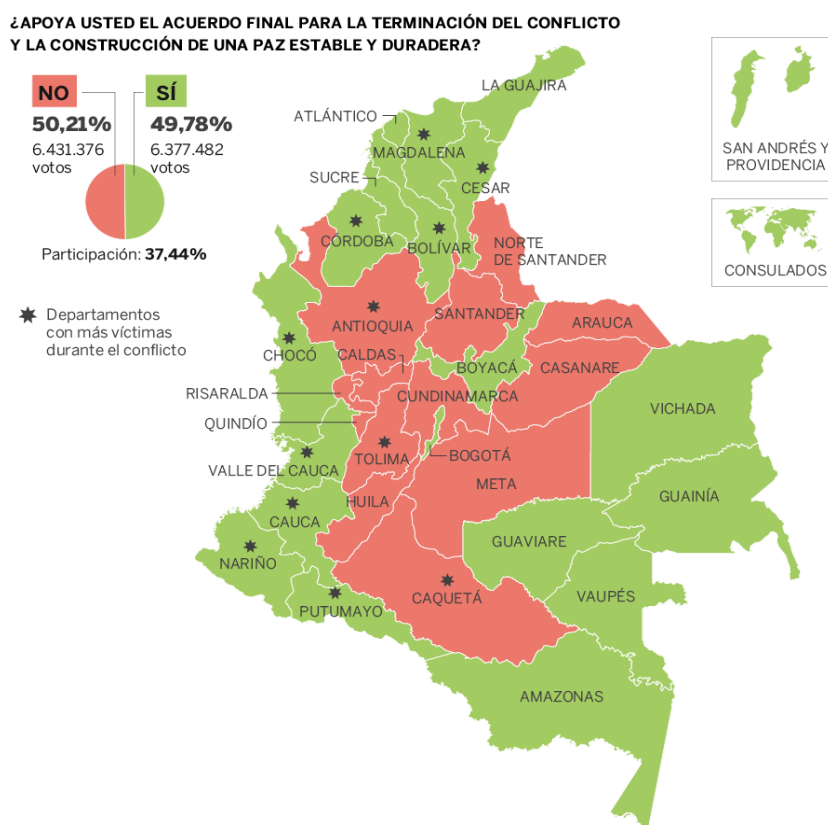 ¿APOYA USTED EL ACUERDO FINAL PARA LA TERMINACIÓN DEL CONFLICTO
Y LA CONSTRUCCIÓN DE UNA PAZ ESTABLE Y DURADERA?
NO
SÍ
50,21%
49,78%
6.431.376
votos
6.377.482
votos
Participación: 37,44%
Departamentos
con más víctimas
durante el conflicto
LA GUAJIRA
ATLÁNTICO
MAGDALENA
SUCRE
CESAR
CÓRDOBA
BOLÍVAR
NORTE
DE SANTANDER
SANTANDER
ANTIOQUIA
ARAUCA
CHOCÓ
CALDAS
BOYACÁ
CASANARE
RISARALDA
CUNDINAMARCA
VICHADA
QUINDÍO
TOLIMA
BOGOTÁ
VALLE DEL CAUCA
META
GUAINÍA
HUILA
CAUCA
GUAVIARE
NARIÑO
CAQUETÁ
VAUPÉS
PUTUMAYO
AMAZONAS
SAN ANDRÉS Y
PROVIDENCIA
CONSULADOS